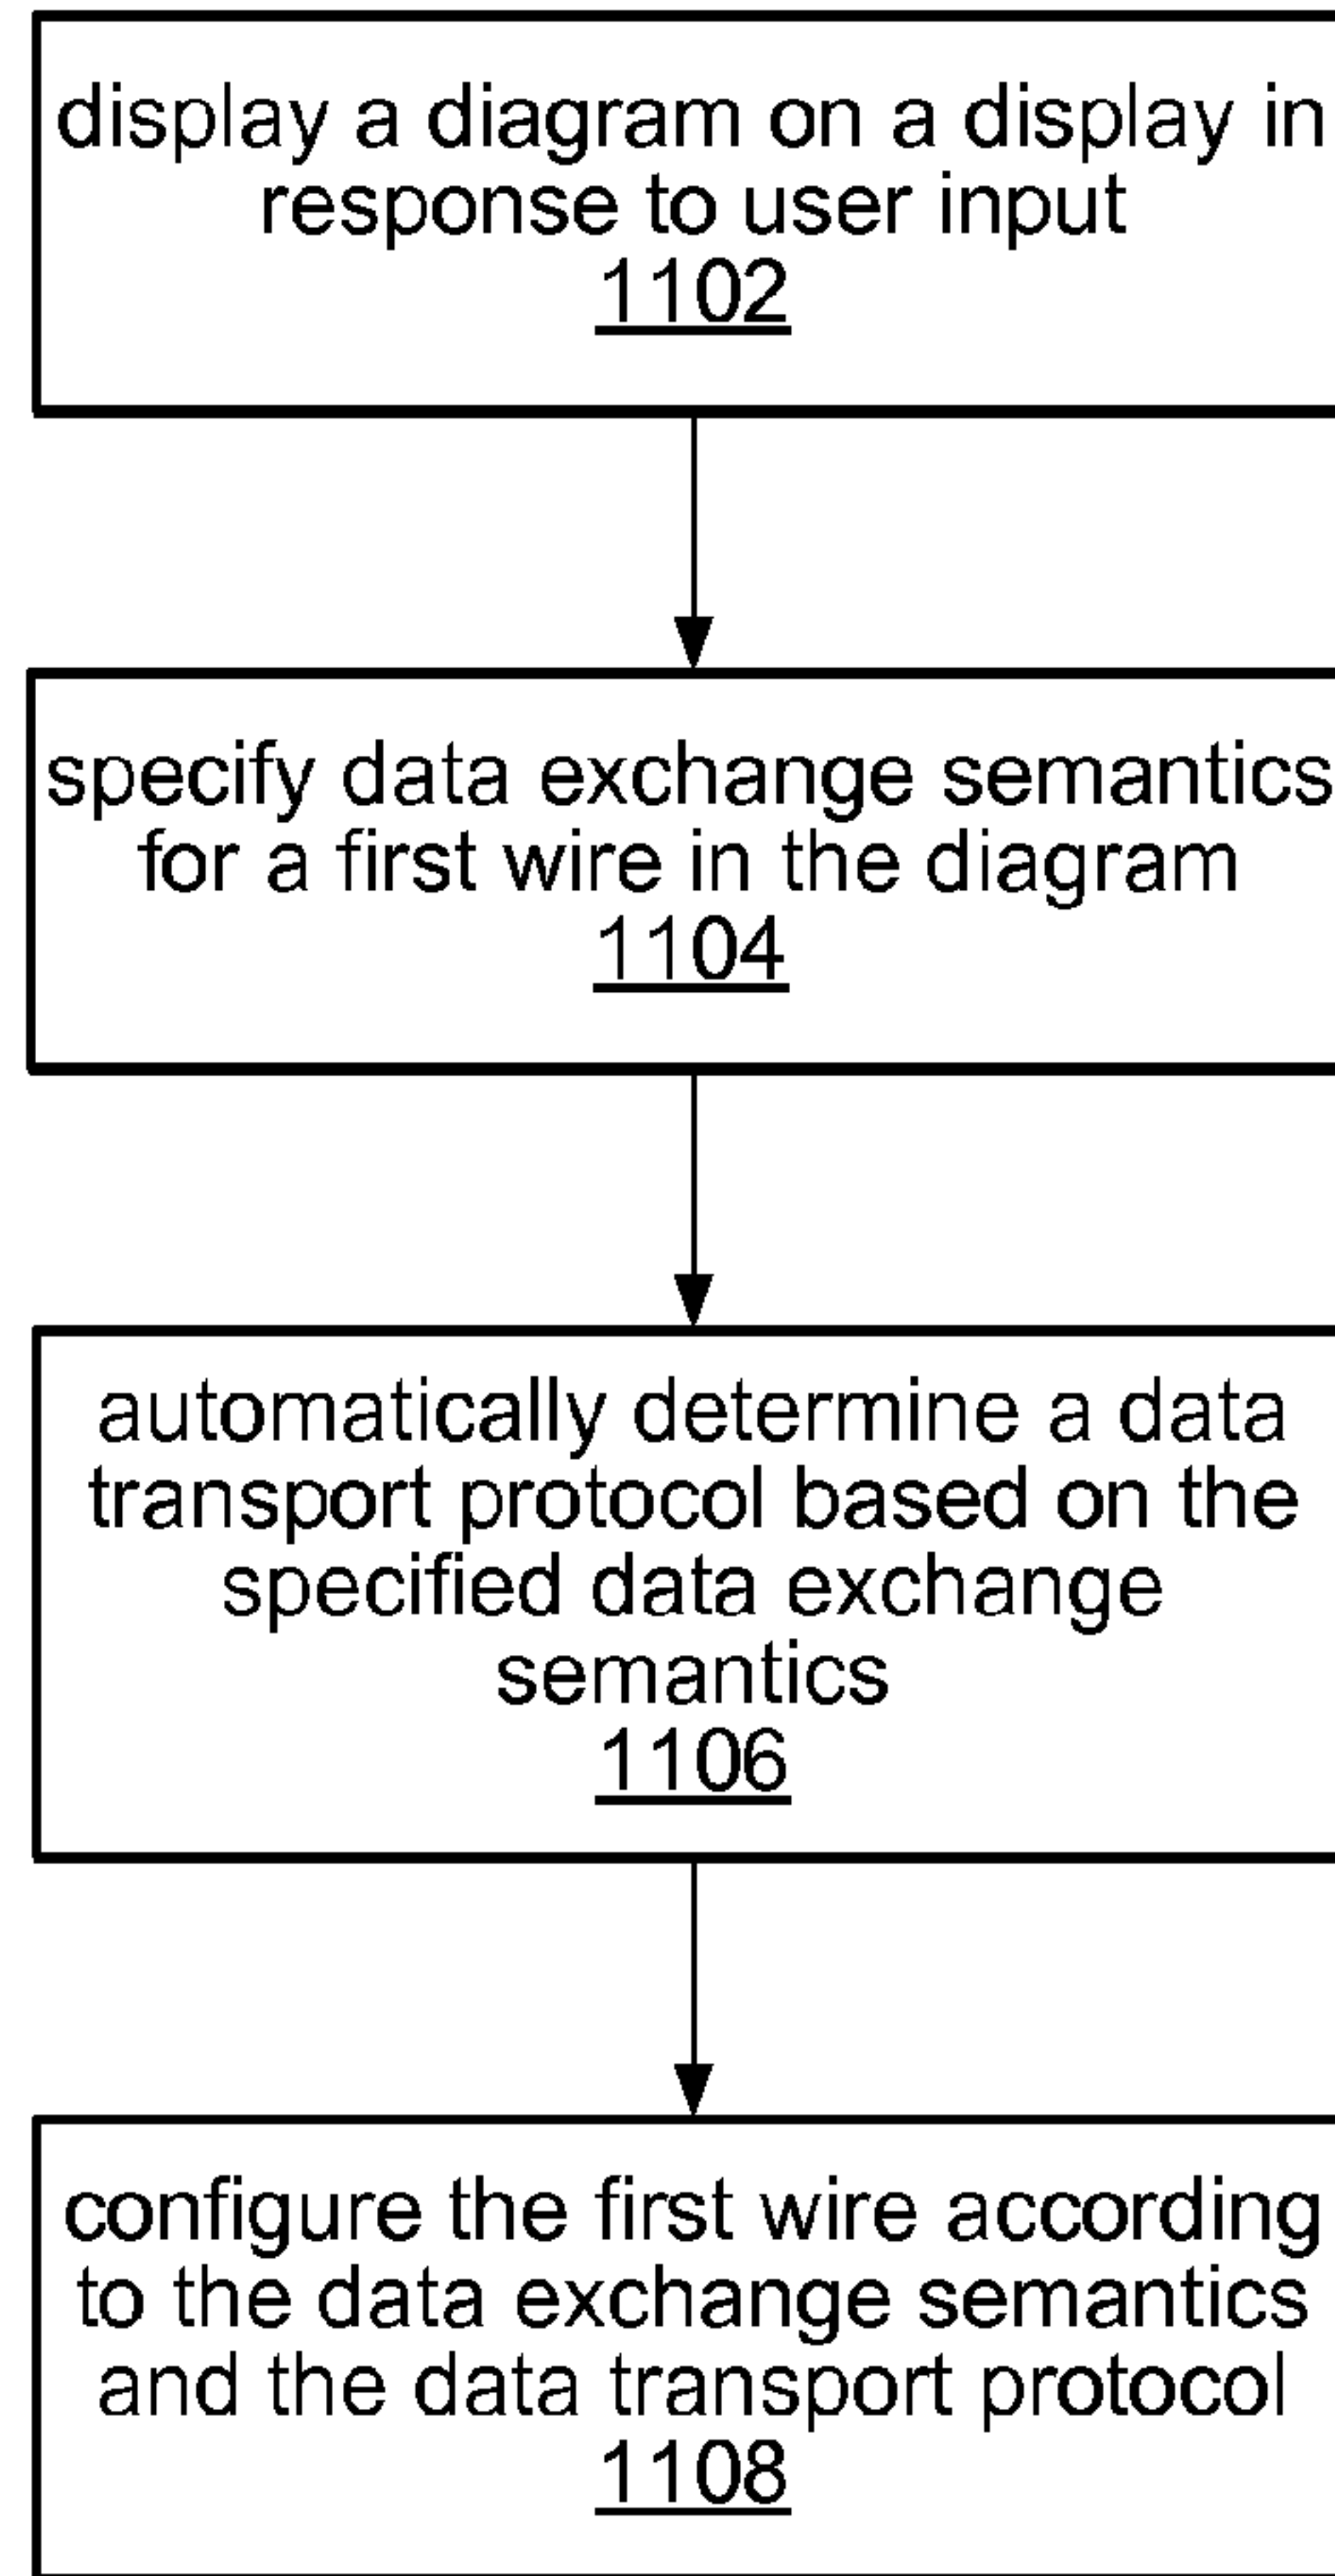 display a diagram on a display in
response to user input
1102
specify data exchange semantics
for a first wire in the diagram
1104
automatically determine a data
transport protocol based on the
specified data exchange
semantics
1106
configure the first wire according
to the data exchange semantics
and the data transport protocol
1108